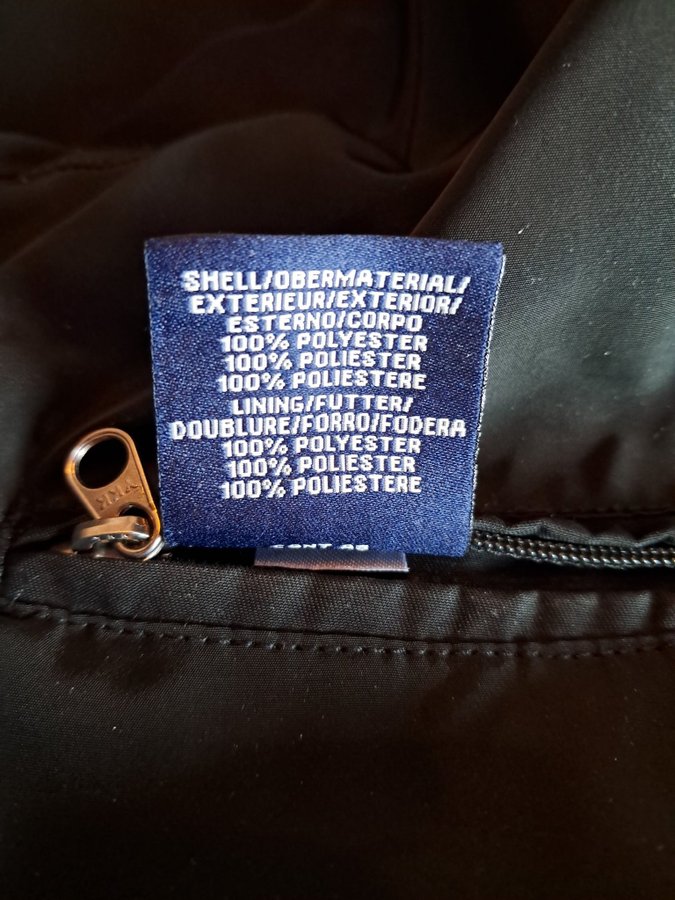 SHELL/OBERMATERIAL/
EXTERIEUR/EXTERIOR/
ESTERNO/CORPO
100% POLYESTER
100% POLIESTER
100% POLIESTERE
LINING/FUTTER/
DOUBLURE/FORRO/FODERA
100% POLYESTER
100% POLIESTER
100% POLIESTERE
YKK